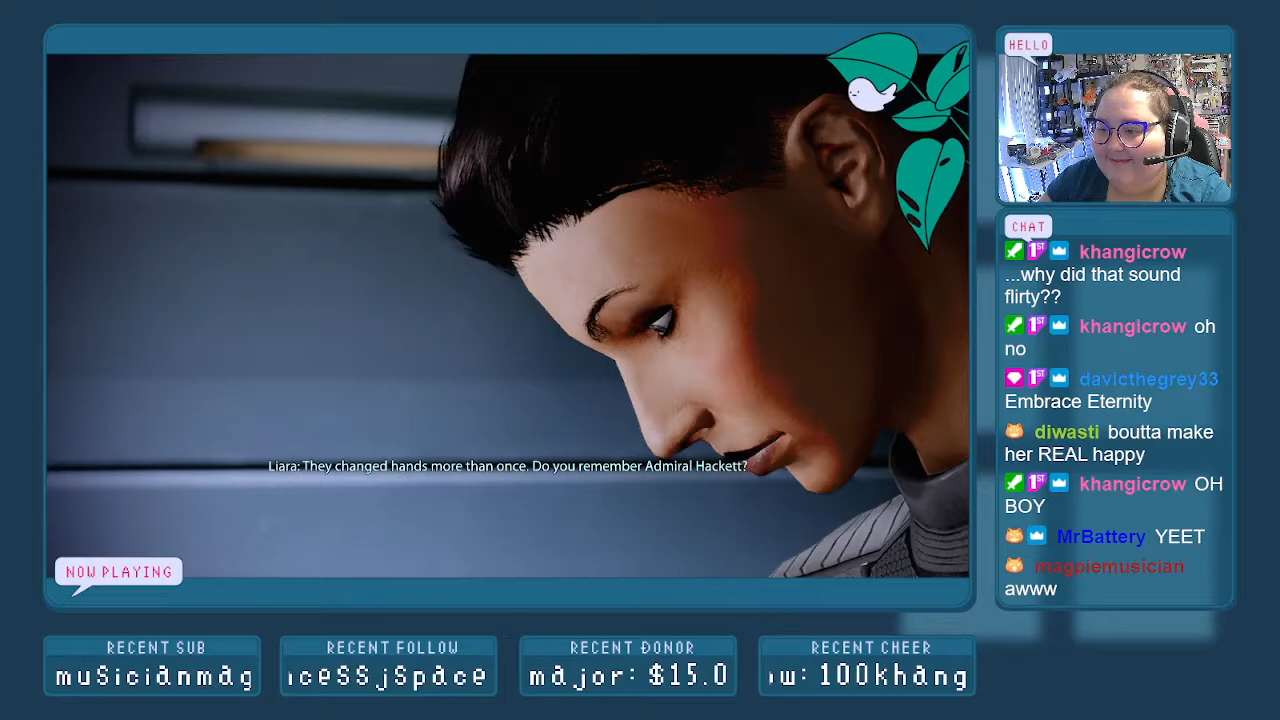 HELLO
CHAT
khangicrow
...why did that sound
flirty??
khangicrow oh
no
davicthegrey33
Embrace Eternity
diwasti boutta make
her REAL happy
khangicrow OH
BOY
MrBattery YEET
magpiemusician
awww
Liara: They changed hands more than once. Do you remember Admiral Hackett?
NOW PLAYING
RECENT SUB
musicianmag
RECENT FOLLOW
iceSSjSpace
RECENT DONOR
major: $15.0
RECENT CHEER
ow: 100khang